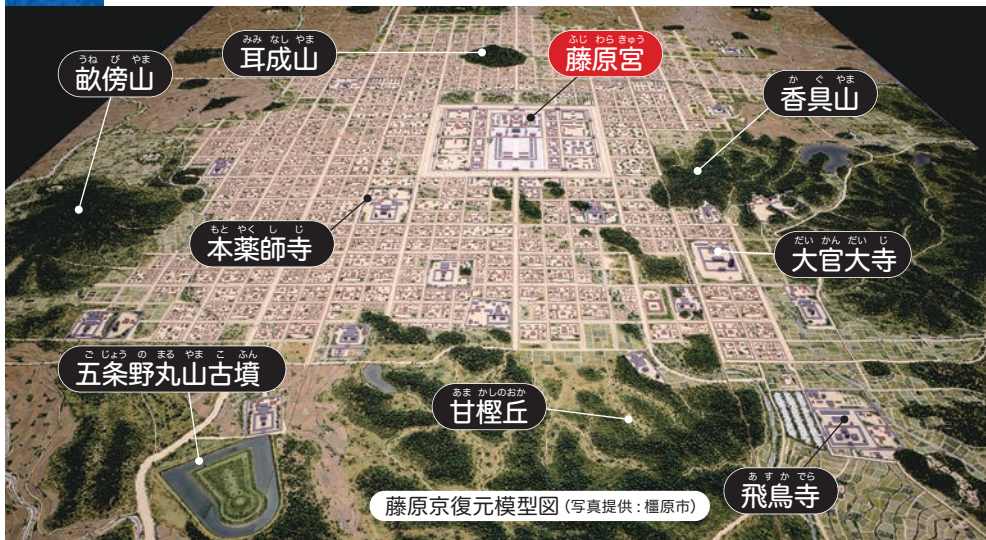 みみ なし やま
耳成山
ふじ わら きゅう
藤原宮
うね び やま
畝傍山
か ぐ やま
香具山
もと やく し じ
本薬師寺
だい かん だい じ
大官大寺
ご じょう の まる やま こ ふん
五条野丸山古墳
あま かしのおか
甘樫丘
あ す か でら
飛鳥寺
藤原京復元模型図(写真提供:橿原市)